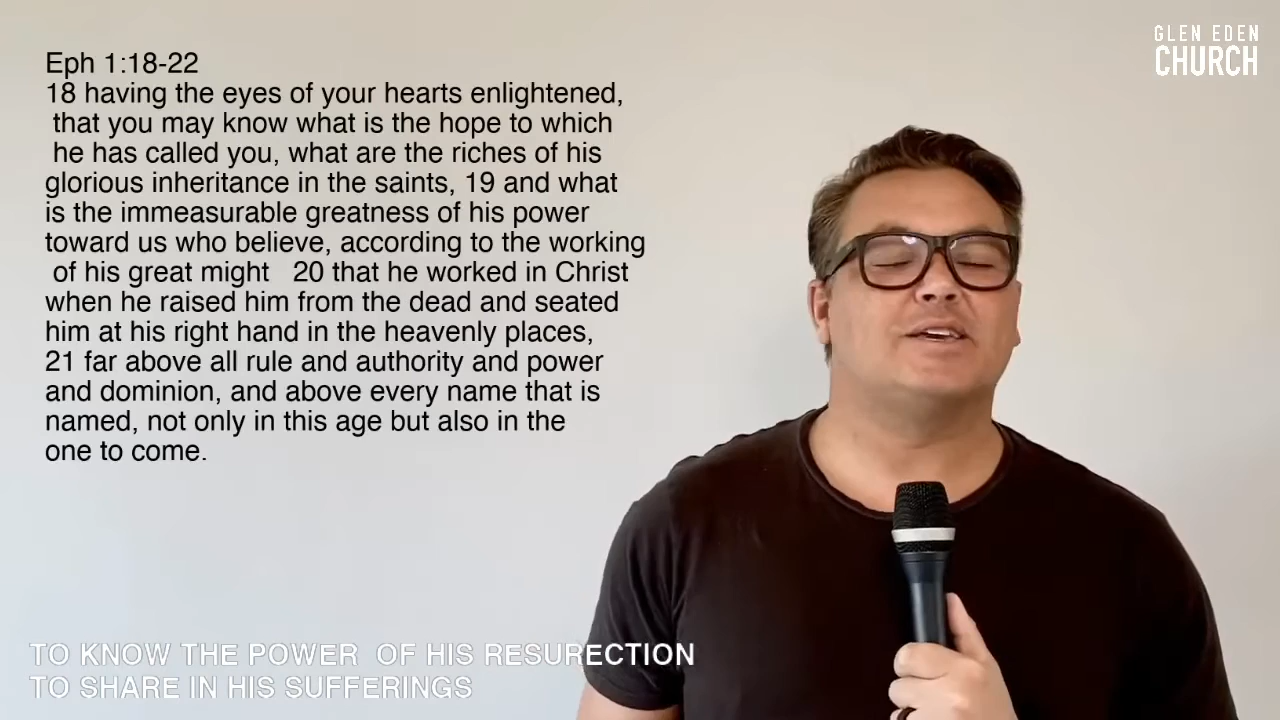 GLEN EDEN
CHURCH
Eph 1:18-22
18 having the eyes of your hearts enlightened,
that you may know what is the hope to which
he has called you, what are the riches of his
glorious inheritance in the saints, 19 and what
is the immeasurable greatness of his power
toward us who believe, according to the working
of his great might 20 that he worked in Christ
when he raised him from the dead and seated
him at his right hand in the heavenly places,
21 far above all rule and authority and power
and dominion, and above every name that is
named, not only in this age but also in the
one to come.
TO KNOW THE POWER OF HIS RESURECTION
TO SHARE IN HIS SUFFERINGS